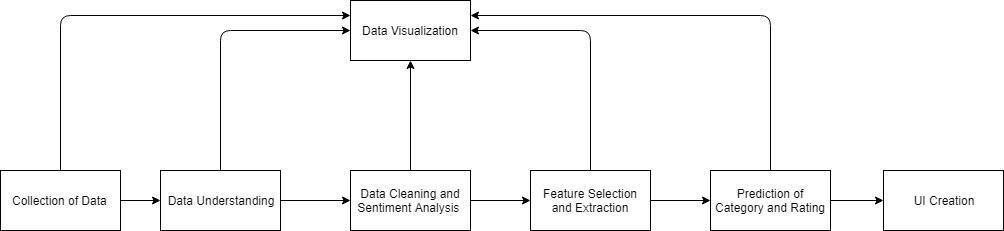 Data Visualization
Collection of Data
Data Understanding
Data Cleaning and
Sentiment Analysis
Feature Selection
and Extraction
Prediction of
Category and Rating
UI Creation